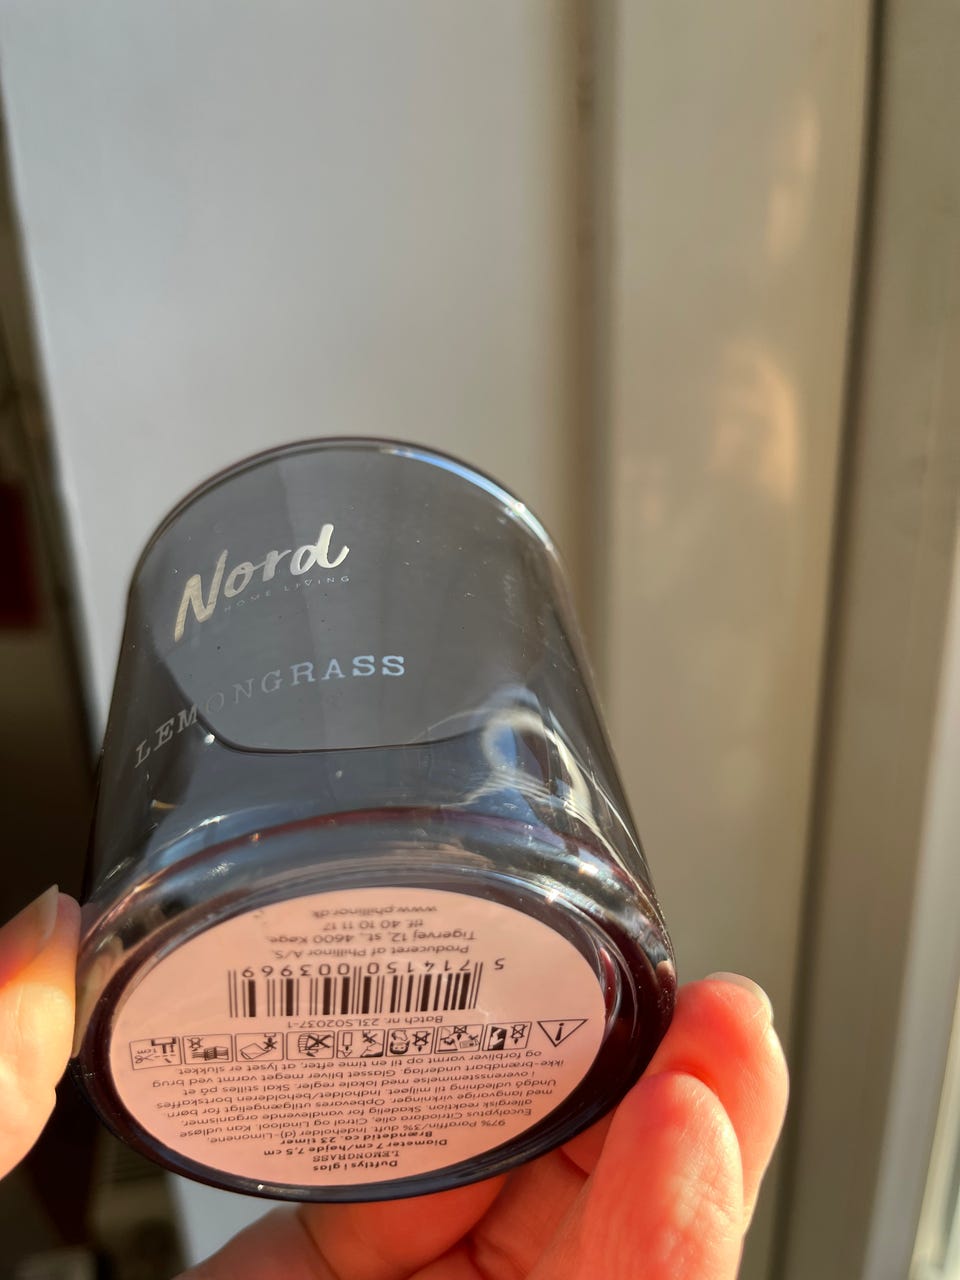 Nord
HOME LIVING
LEMONGRASS
Duftlys i glas
LEMONGRASS
Diameter 7 cm/højde 7,5 cm
Brændetid ca. 23 timer
97% Paraffin/3% duft. Indeholder (d)-Limonene,
Eucalyptus Citriodara olie, Citral og Linalool. Kan udløse
allergisk reaktion. Skadelig for vandlevende organismer,
med langvarige virkninger. Opbevares utilgængeligt for børn.
Undgå udledning til miljøet. Indholdet/beholderen bortskaffes
i overensstemmelse med lokale regler. Skal stilles på et
ikke-brændbart underlag. Glasset bliver meget varmt ved brug
og forbliver varmt op til en time efter, at lyset er slukket.
1cm
Batch nr. 23LS02037-1
5 714150 003969
Produceret af Phillinor A/S,
Tigervej 12, st., 4600 Køge,
tlf. 40 10 11 17
www.phillinor.dk